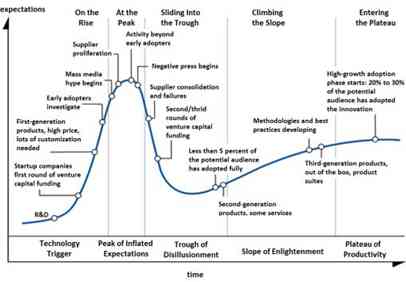 expectations
On the
Rise
At the
Peak
Sliding Into
the Trough
Climbing
the Slope
Entering
the Plateau
Supplier
proliferation
Activity beyond
early adopters
Negative press begins
Mass media
hype begins
Early adopters
investigate
First-generation
products, high price,
lots of customization
needed
Startup companies
first round of venture
capital funding
R&D
Supplier consolidation
and failures
Second/thrid
rounds of
venture capital
funding
Less than 5 percent of
the potential audience
has adopted fully
Second-generation
products. some services
Methodologies and best
practices developing
Third-generation products,
out of the box, product
suites
High-growth adoption
phase starts: 20% to 30%
of the potential
audience has adopted
the innovation
Technology
Trigger
Peak of Inflated
Expectations
Trough of
Disillusionment
Slope of Enlightenment
Plateau of
Productivity
time